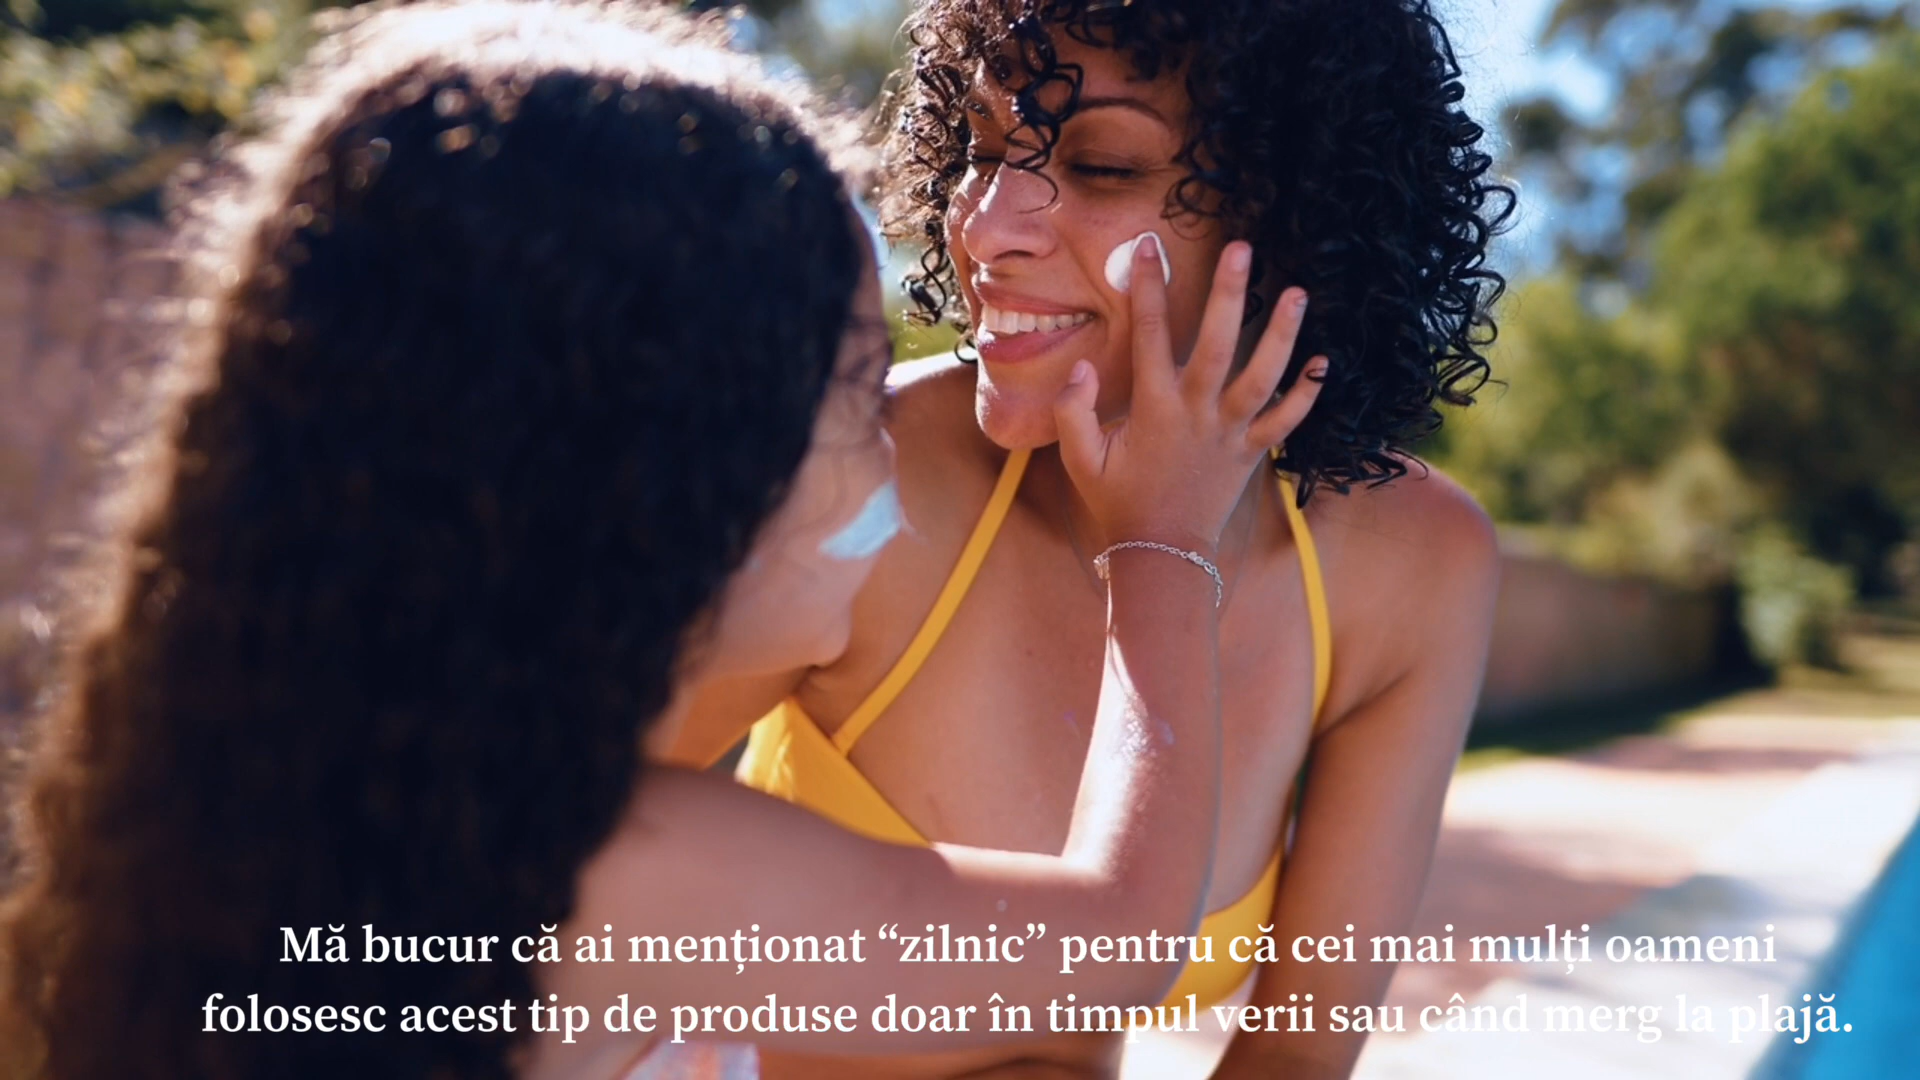 Mă bucur că ai menționat “zilnic” pentru că cei mai mulți oameni
folosesc acest tip de produse doar în timpul verii sau când merg la plajă.